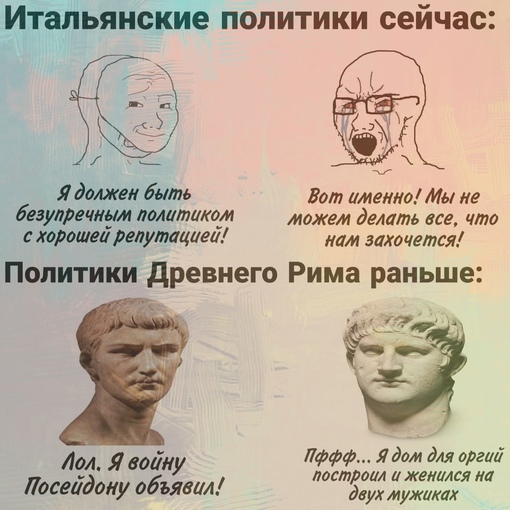 Итальянские политики сейчас:
Я должен быть
безупречным политиком
с хорошей репутацией!
Вот именно! Мы не
можем делать все, что
нам захочется!
Политики Древнего Рима раньше:
Лол. Я войну
Посейдону объявил!
Пффф... Я дом для оргий
построил и женился на
двух мужиках